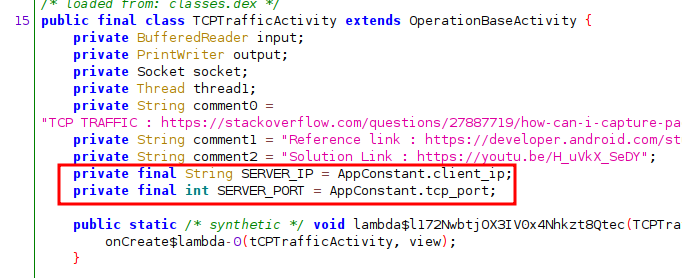 /* loaded from: classes.dex */
15 public final class TCPTrafficActivity extends OperationBaseActivity {
private BufferedReader input;
private PrintWriter output;
private Socket socket;
private Thread thread1;
private String comment0 =
"TCP TRAFFIC : https://stackoverflow.com/questions/27887719/how-can-i-capture-pa
private String comment1 = "Reference link : https://developer.android.com/st
private String comment2 = "Solution Link : https://youtu.be/H_uVkX_SeDY";
private final String SERVER_IP = AppConstant.client_ip;
private final int SERVER_PORT = AppConstant.tcp_port;
public static /* synthetic */ void lambda$l172NwbtjOX3IVOx4Nhkzt8Qtec(TCPTra
onCreate$lambda-0(tCPTrafficActivity, view);
}